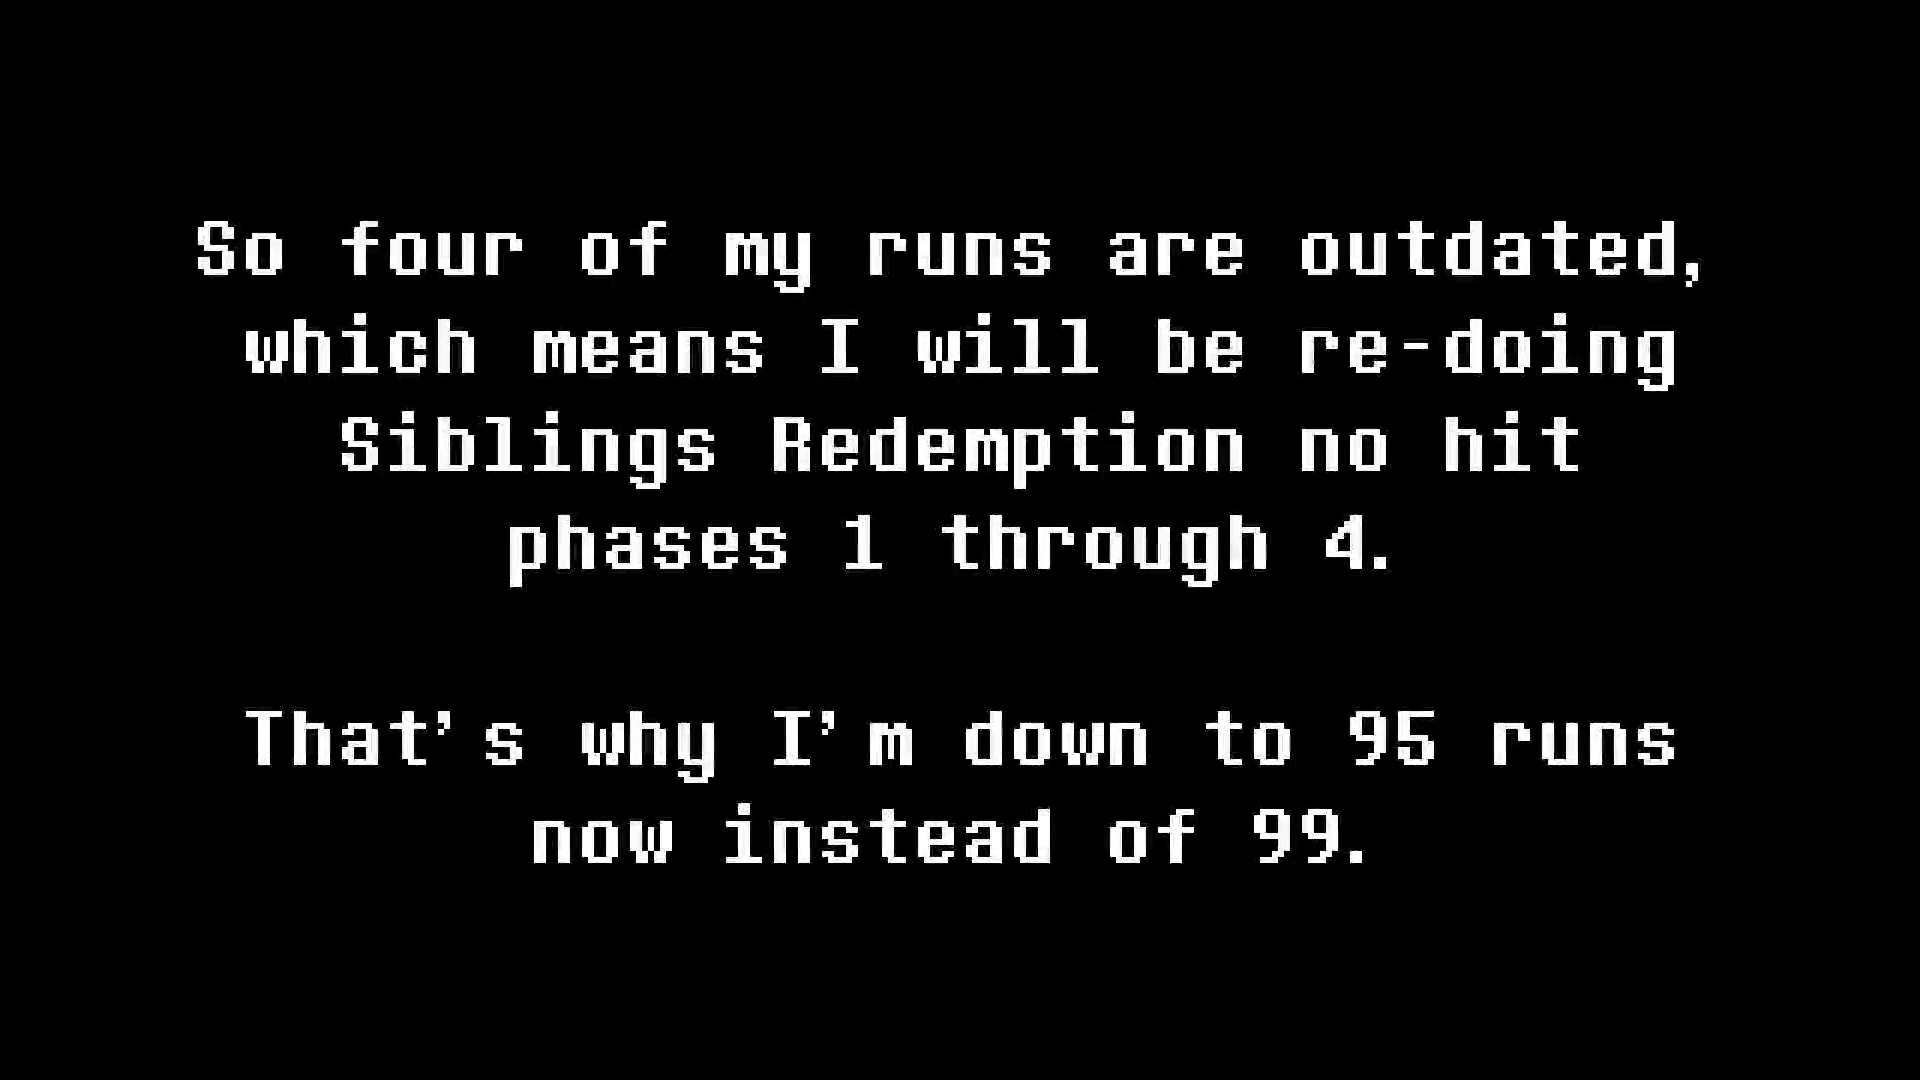 So four of my runs are outdated,
which means I will be re-doing
Siblings Redemption no hit
phases 1 through 4.
That's why I'm down to 95 runs
now instead of 99.